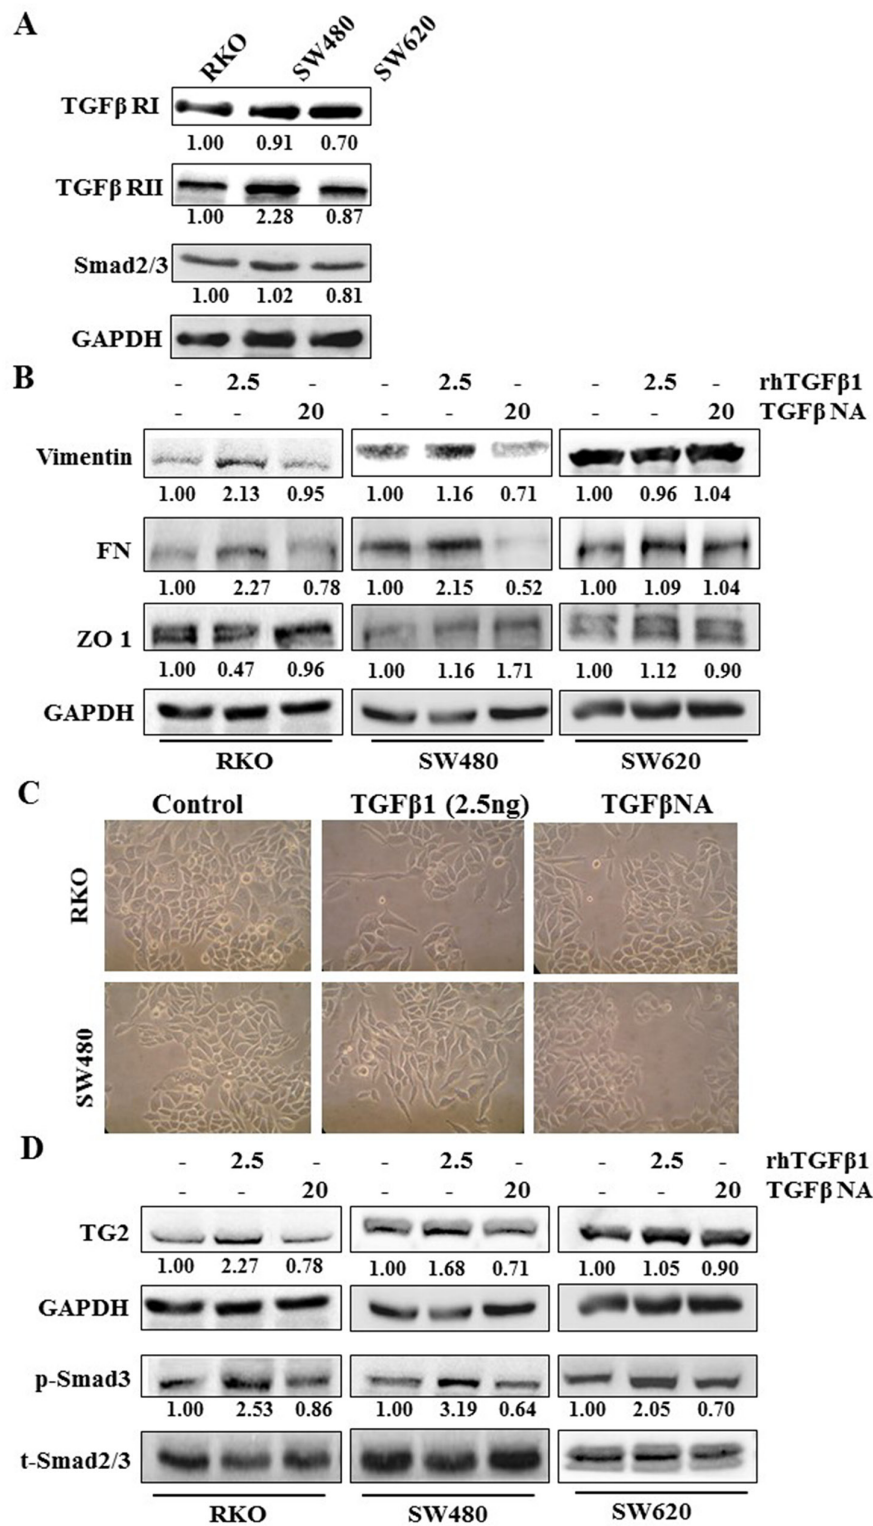 A
RKO SW480 SW620
TGFβ RI
1.00 0.91 0.70
TGFβ RII
1.00 2.28 0.87
Smad2/3
1.00 1.02 0.81
GAPDH
B
- 2.5 - - 2.5 - - 2.5 - rhTGFβ1
- - 20 - - 20 - - 20 TGFβ NA
Vimentin
1.00 2.13 0.95 1.00 1.16 0.71 1.00 0.96 1.04
FN
1.00 2.27 0.78 1.00 2.15 0.52 1.00 1.09 1.04
ZO 1
1.00 0.47 0.96 1.00 1.16 1.71 1.00 1.12 0.90
GAPDH
RKO SW480 SW620
C
Control TGFβ1 (2.5ng) TGFβNA
RKO
SW480
D
- 2.5 - - 2.5 - - 2.5 - rhTGFβ1
- - 20 - - 20 - - 20 TGFβ NA
TG2
1.00 2.27 0.78 1.00 1.68 0.71 1.00 1.05 0.90
GAPDH
p-Smad3
1.00 2.53 0.86 1.00 3.19 0.64 1.00 2.05 0.70
t-Smad2/3
RKO SW480 SW620